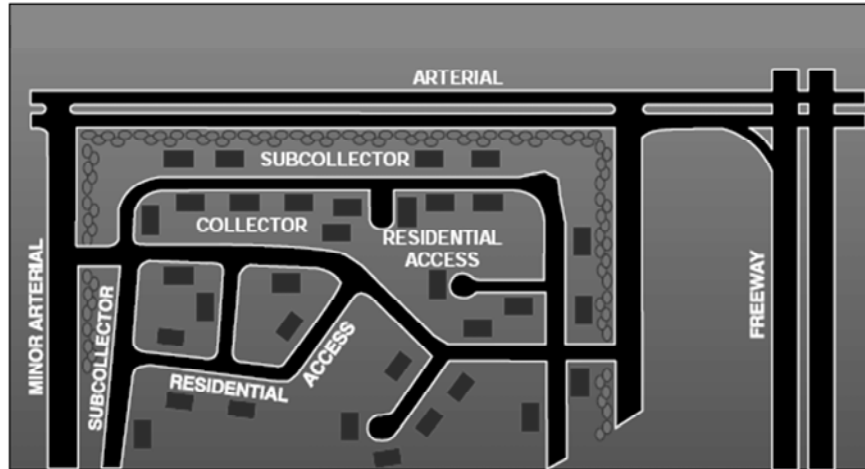 ARTERIAL
SUBCOLLECTOR
COLLECTOR
RESIDENTIAL
ACCESS
MINOR ARTERIAL
SUBCOLLECTOR
RESIDENTIAL
ACCESS
FREEWAY